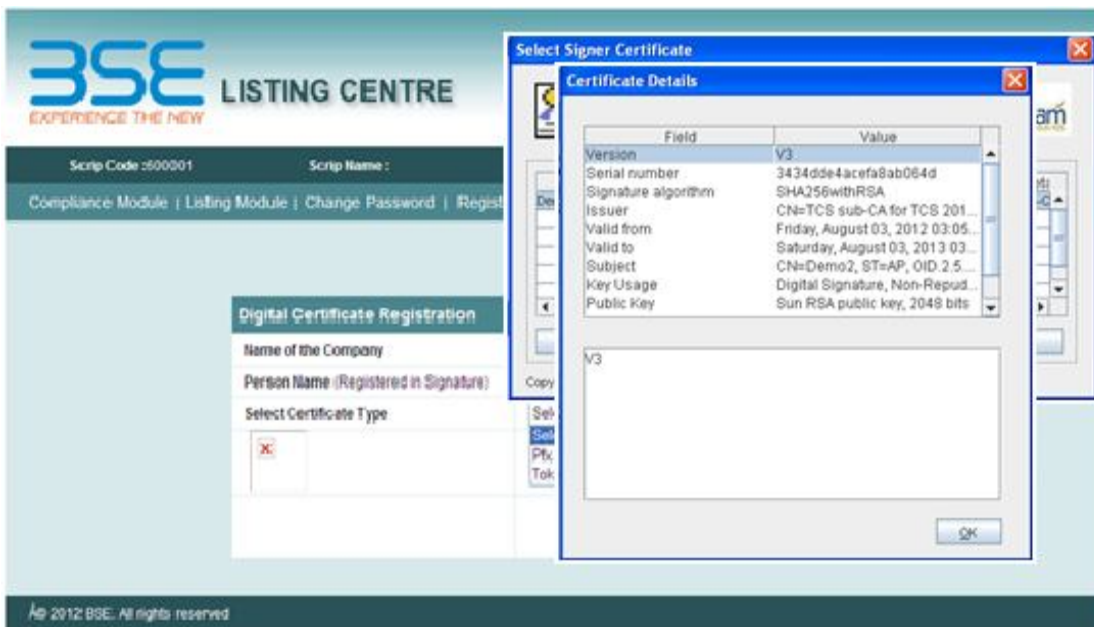 BSE
EXPERIENCE THE NEW
LISTING CENTRE
Scrip Code :500001 Scrip Name :
Compliance Module | Listing Module | Change Password | Regist
Digital Certificate Registration
Name of the Company
Person Name (Registered in Signature)
Select Certificate Type
Sel
Sel
Pfx
Tok
Select Signer Certificate
am
Copy
Certificate Details
Field Value
Version V3
Serial number 3434dde4acefa8ab064d
Signature algorithm SHA256withRSA
Issuer CN=TCS sub-CA for TCS 201...
Valid from Friday, August 03, 2012 03:05...
Valid to Saturday, August 03, 2013 03...
Subject CN=Demo2, ST=AP, OID.2.5....
Key Usage Digital Signature, Non-Repud...
Public Key Sun RSA public key, 2048 bits
V3
OK
Â© 2012 BSE. All rights reserved